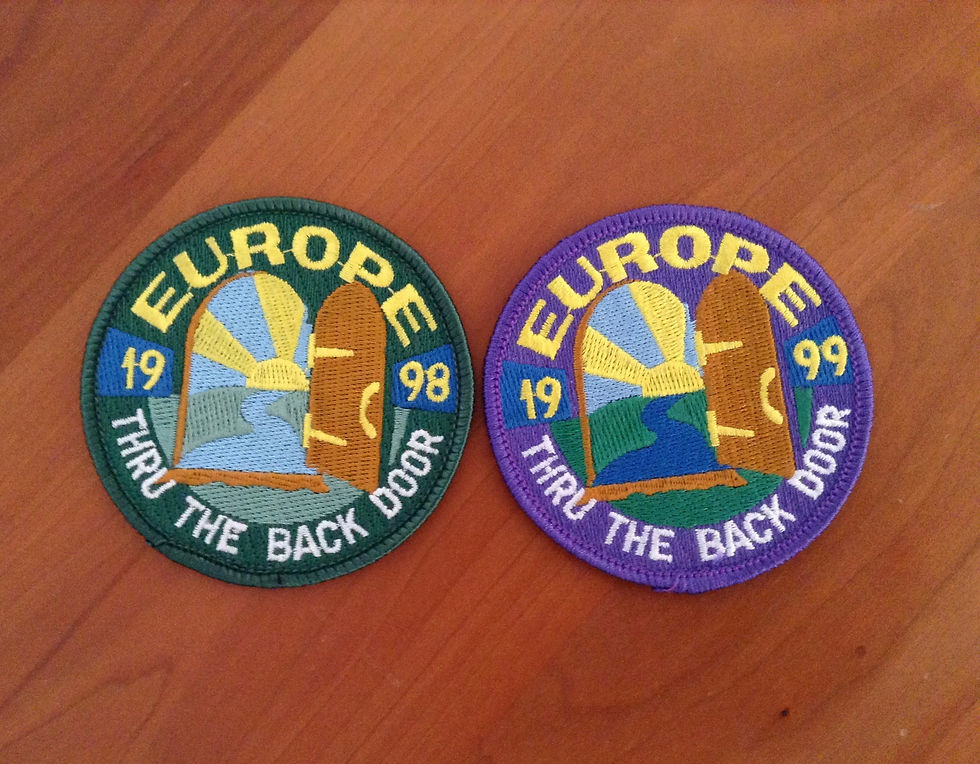 EUROPE
19 98
THRU THE BACK DOOR
EUROPE
19 99
THRU THE BACK DOOR